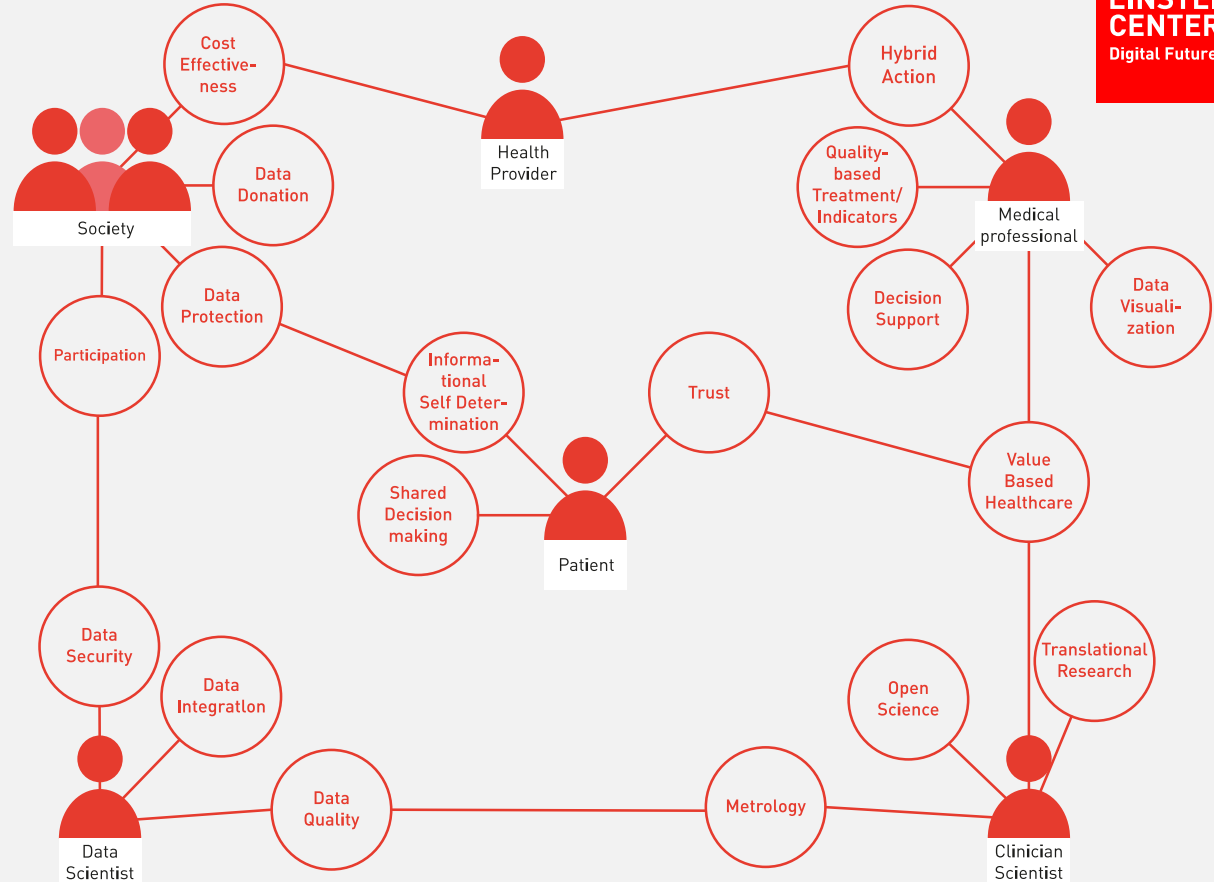 CENTER
Digital Future
Cost
Effective-
ness
Hybrid
Action
Health
Provider
Data
Donation
Quality-
based
Treatment/
Indicators
Society
Medical
professional
Data
Protection
Decision
Support
Data
Visuali-
zation
Participation
Informa-
tional
Self Deter-
mination
Trust
Value
Based
Healthcare
Shared
Decision
making
Patient
Data
Security
Data
Integratlon
Open
Science
Translational
Research
Data
Quality
Metrology
Data
Scientist
Clinician
Scientist